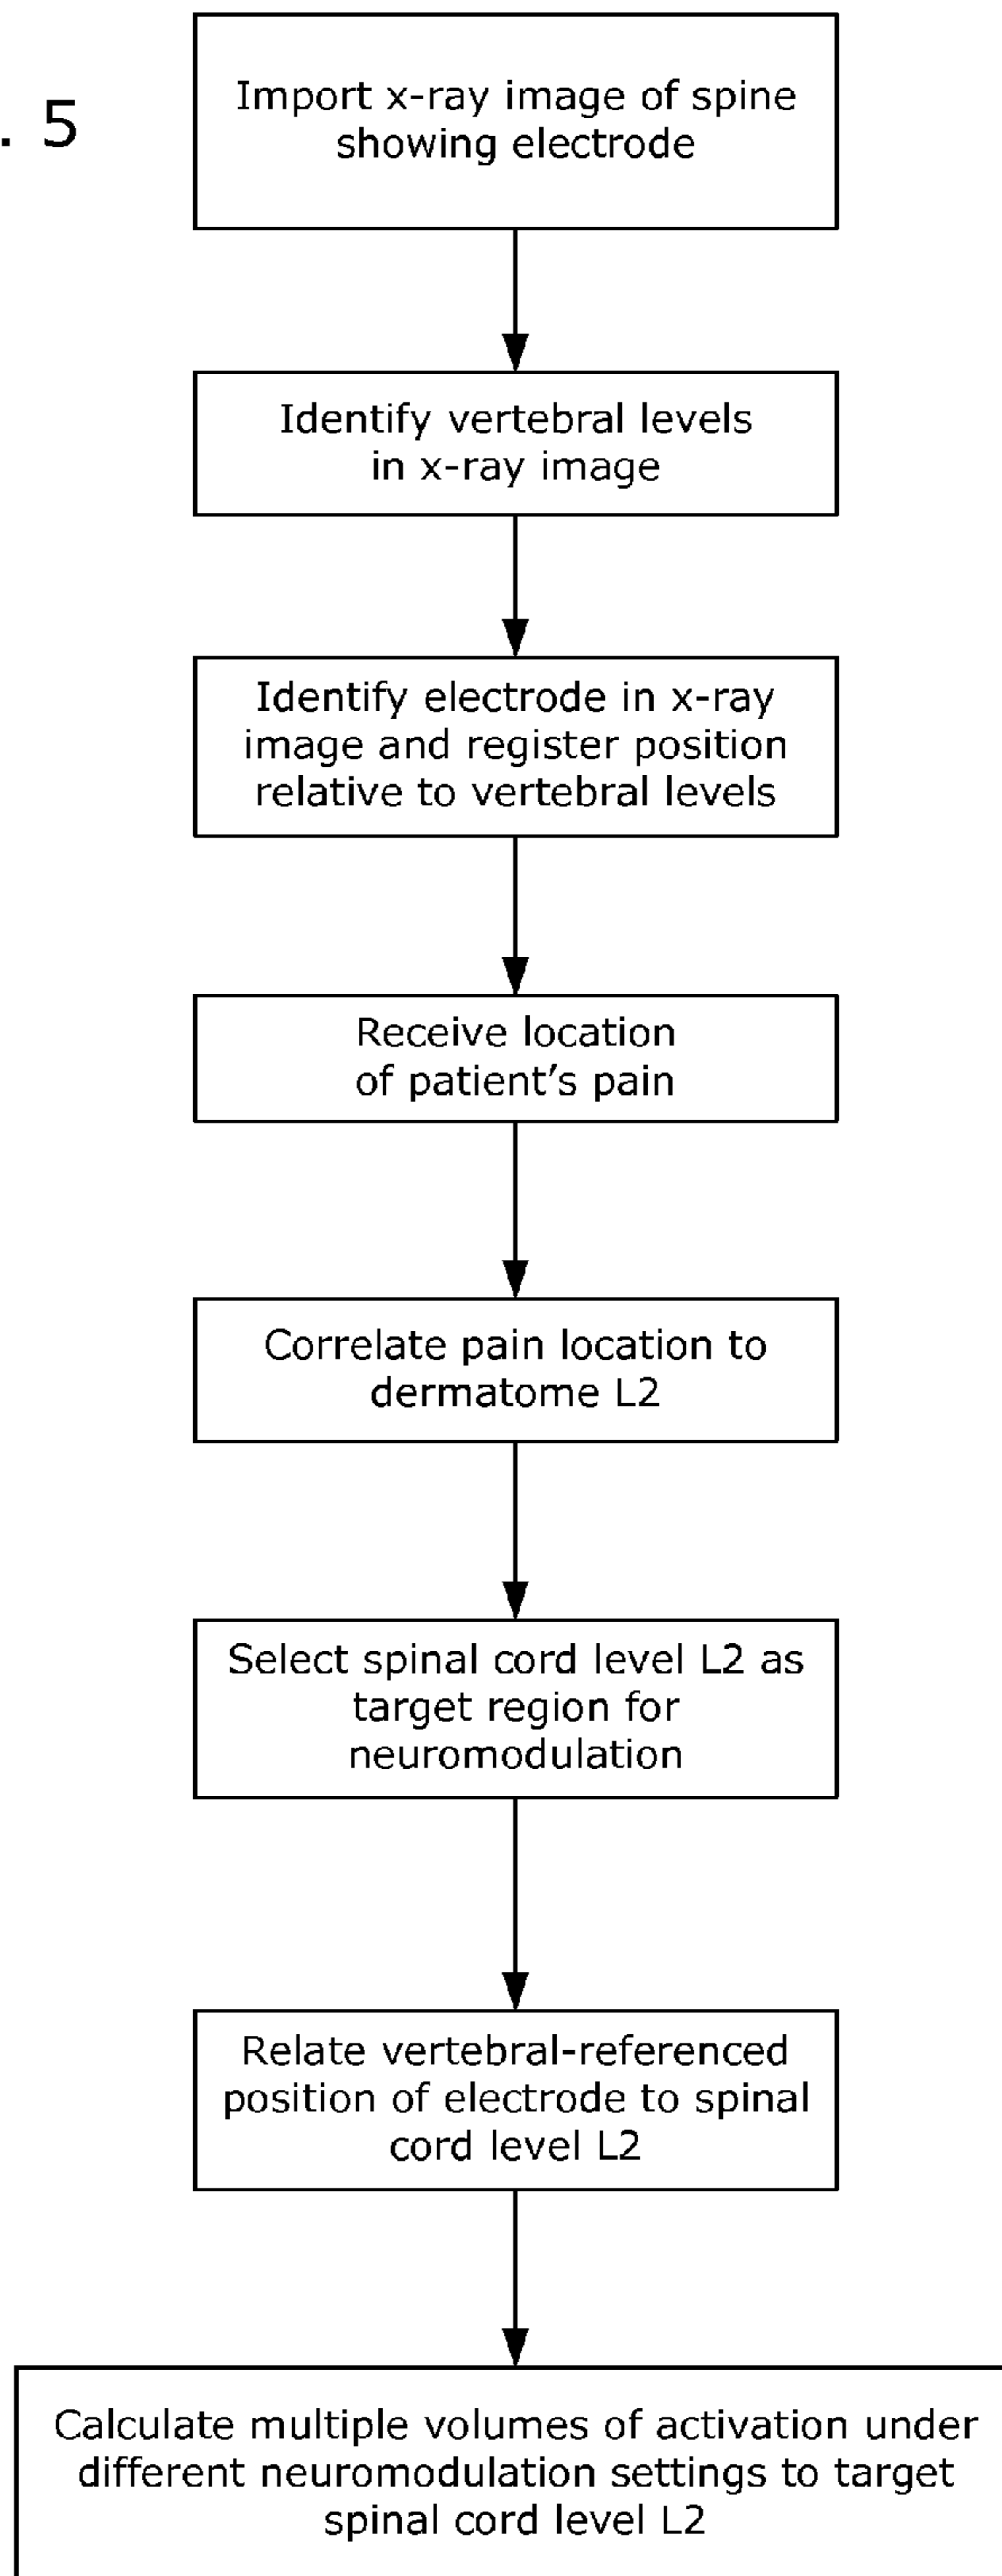 . 5
Import x-ray image of spine
showing electrode
Identify vertebral levels
in x-ray image
Identify electrode in x-ray
image and register position
relative to vertebral levels
Receive location
of patient’s pain
Correlate pain location to
dermatome L2
Select spinal cord level L2 as
target region for
neuromodulation
Relate vertebral-referenced
position of electrode to spinal
cord level L2
Calculate multiple volumes of activation under
different neuromodulation settings to target
spinal cord level L2